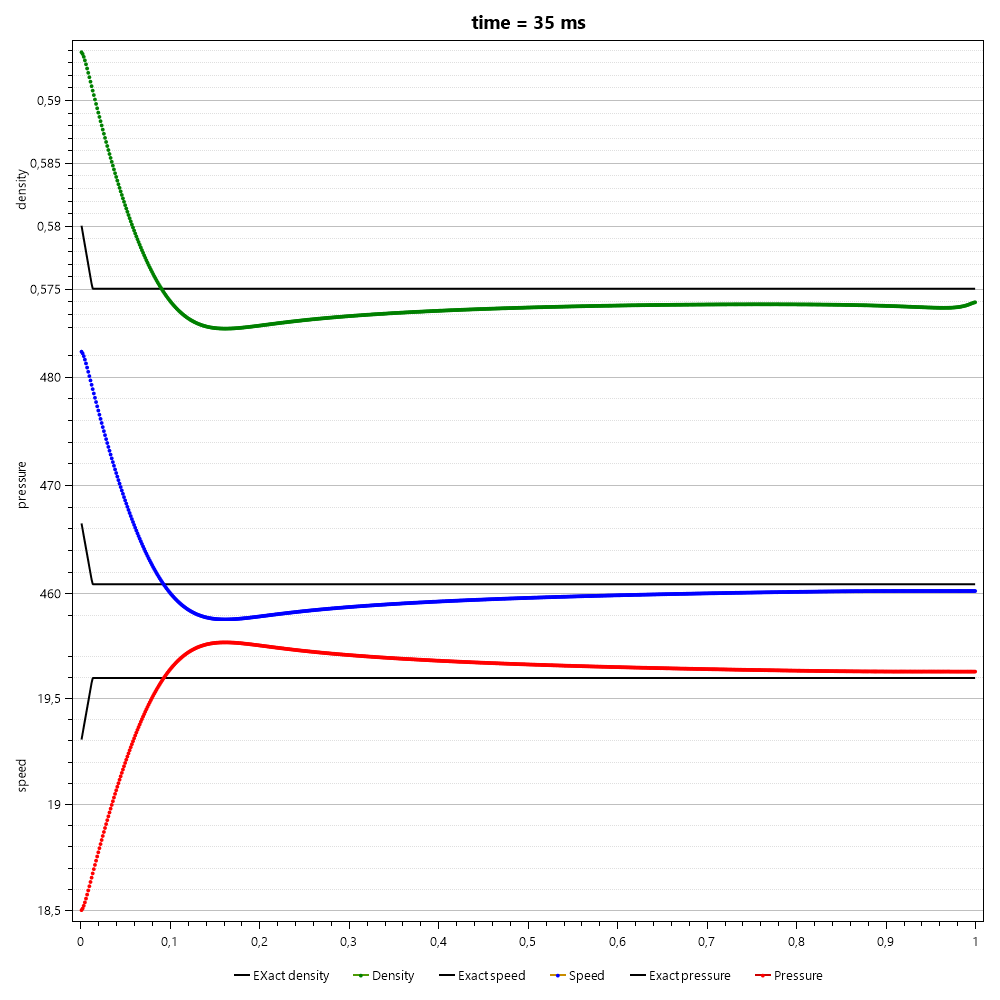 time = 35 ms
0,59
0,585
0,58
0,575
density
480
470
460
pressure
19,5
19
18,5
speed
0 0,1 0,2 0,3 0,4 0,5 0,6 0,7 0,8 0,9 1
EXact density Density Exact speed Speed Exact pressure Pressure